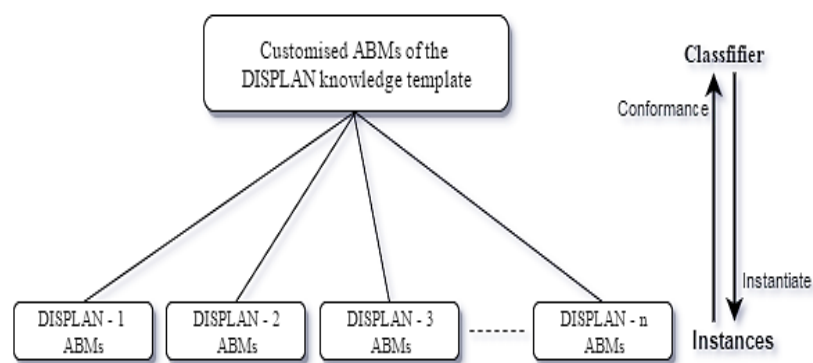 Customised ABMs of the
DISPLAN knowledge template
Classfifier
Conformance
Instantiate
DISPLAN - 1
ABMs
DISPLAN - 2
ABMs
DISPLAN - 3
ABMs
DISPLAN - n
ABMs
Instances